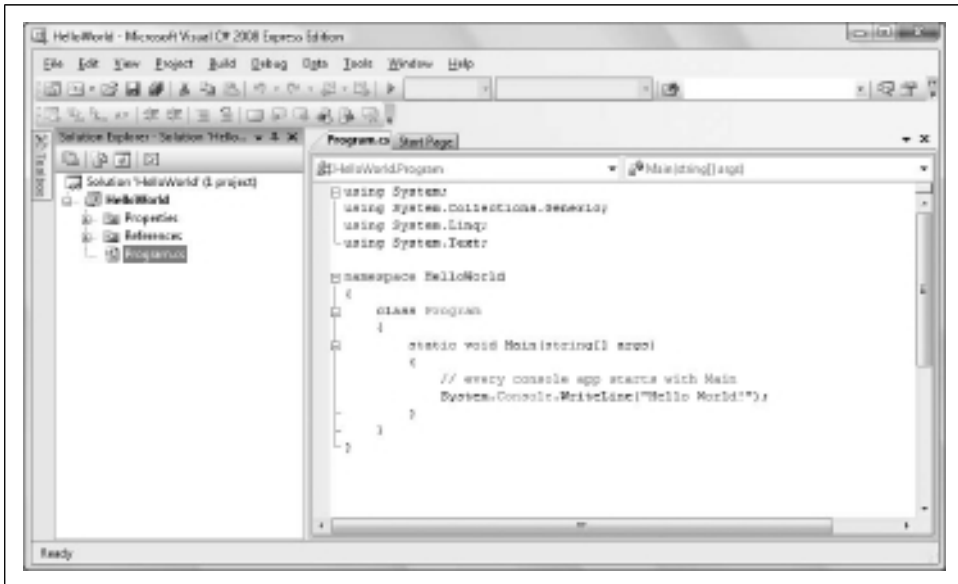 HelloWorld - Microsoft Visual C# 2008 Express Edition
File Edit View Project Build Debug Data Tools Window Help
Toolbox
Solution Explorer - Solution 'Hello...
Solution 'HelloWorld' (1 project)
HelloWorld
Properties
References
Program.cs
Program.cs Start Page
HelloWorld.Program Main(string[] args)
using System;
using System.Collections.Generic;
using System.Linq;
using System.Text;
namespace HelloWorld
{
class Program
{
static void Main(string[] args)
{
// every console app starts with Main
System.Console.WriteLine("Hello World!");
}
}
}
Ready